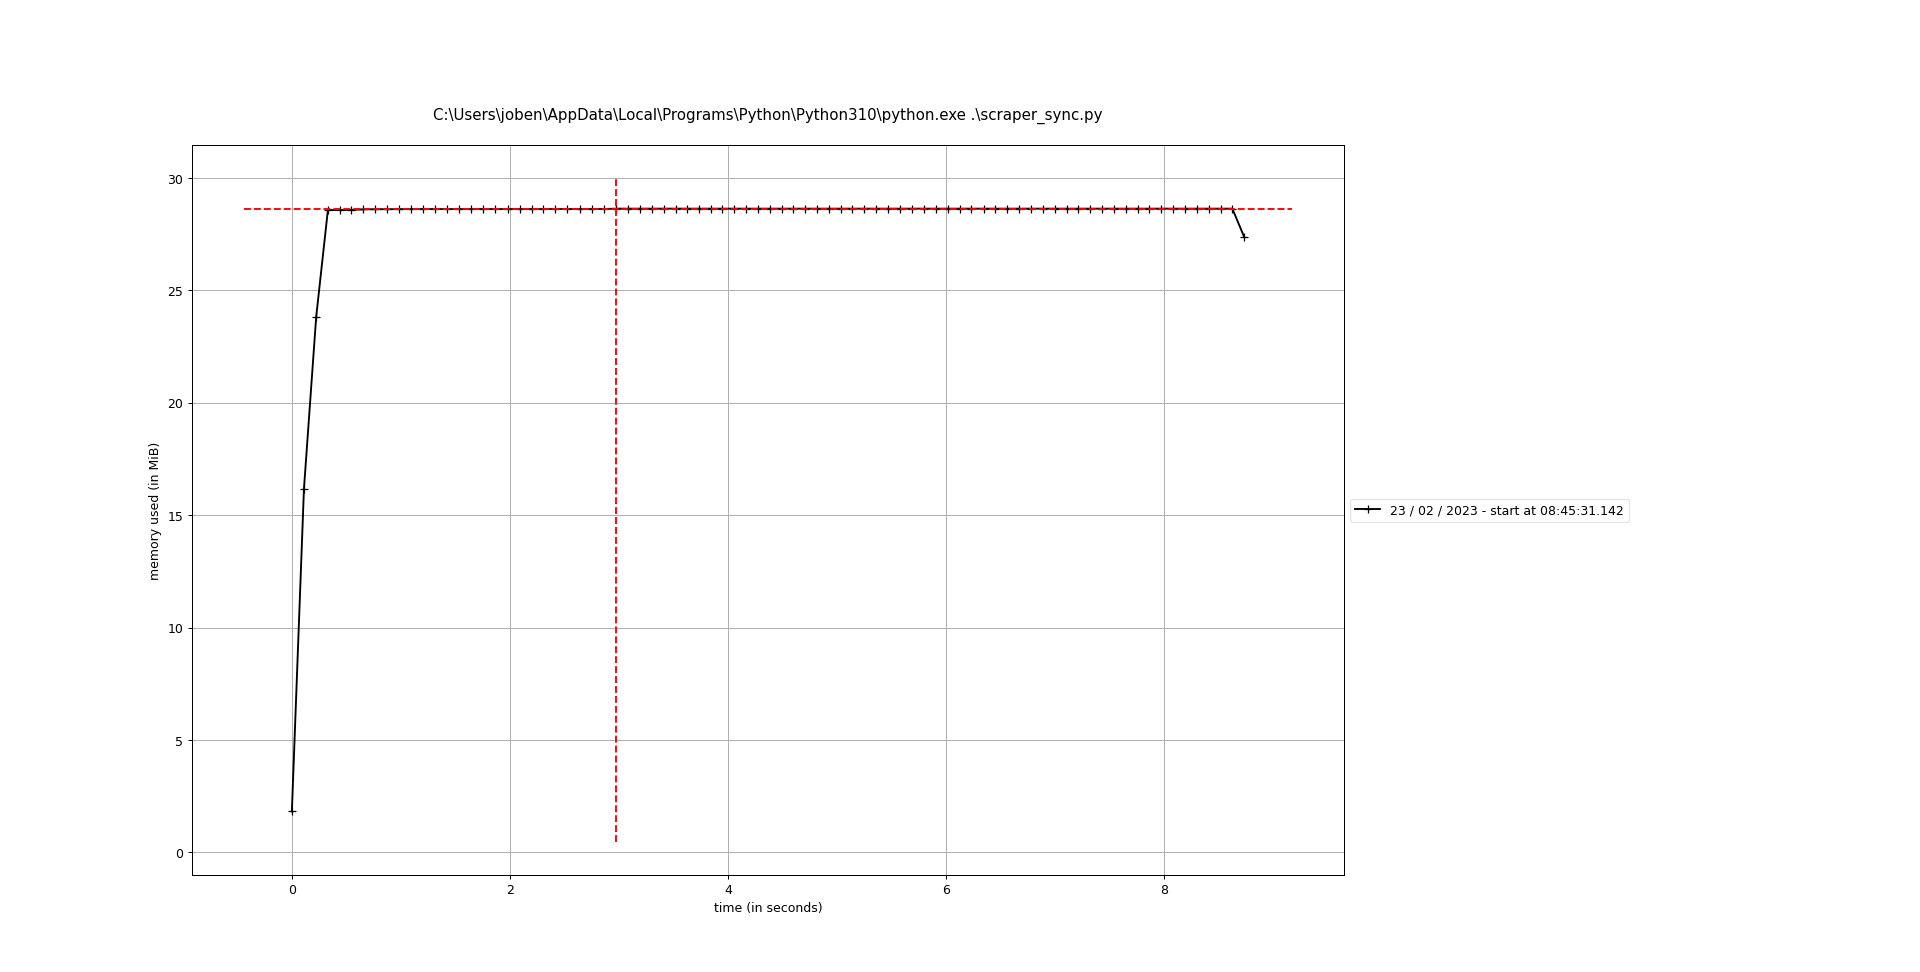 C:\Users\joben\AppData\Local\Programs\Python\Python310\python.exe .\scraper_sync.py
30
25
20
15
10
5
0
memory used (in MiB)
0 2 4 6 8
time (in seconds)
23 / 02 / 2023 - start at 08:45:31.142